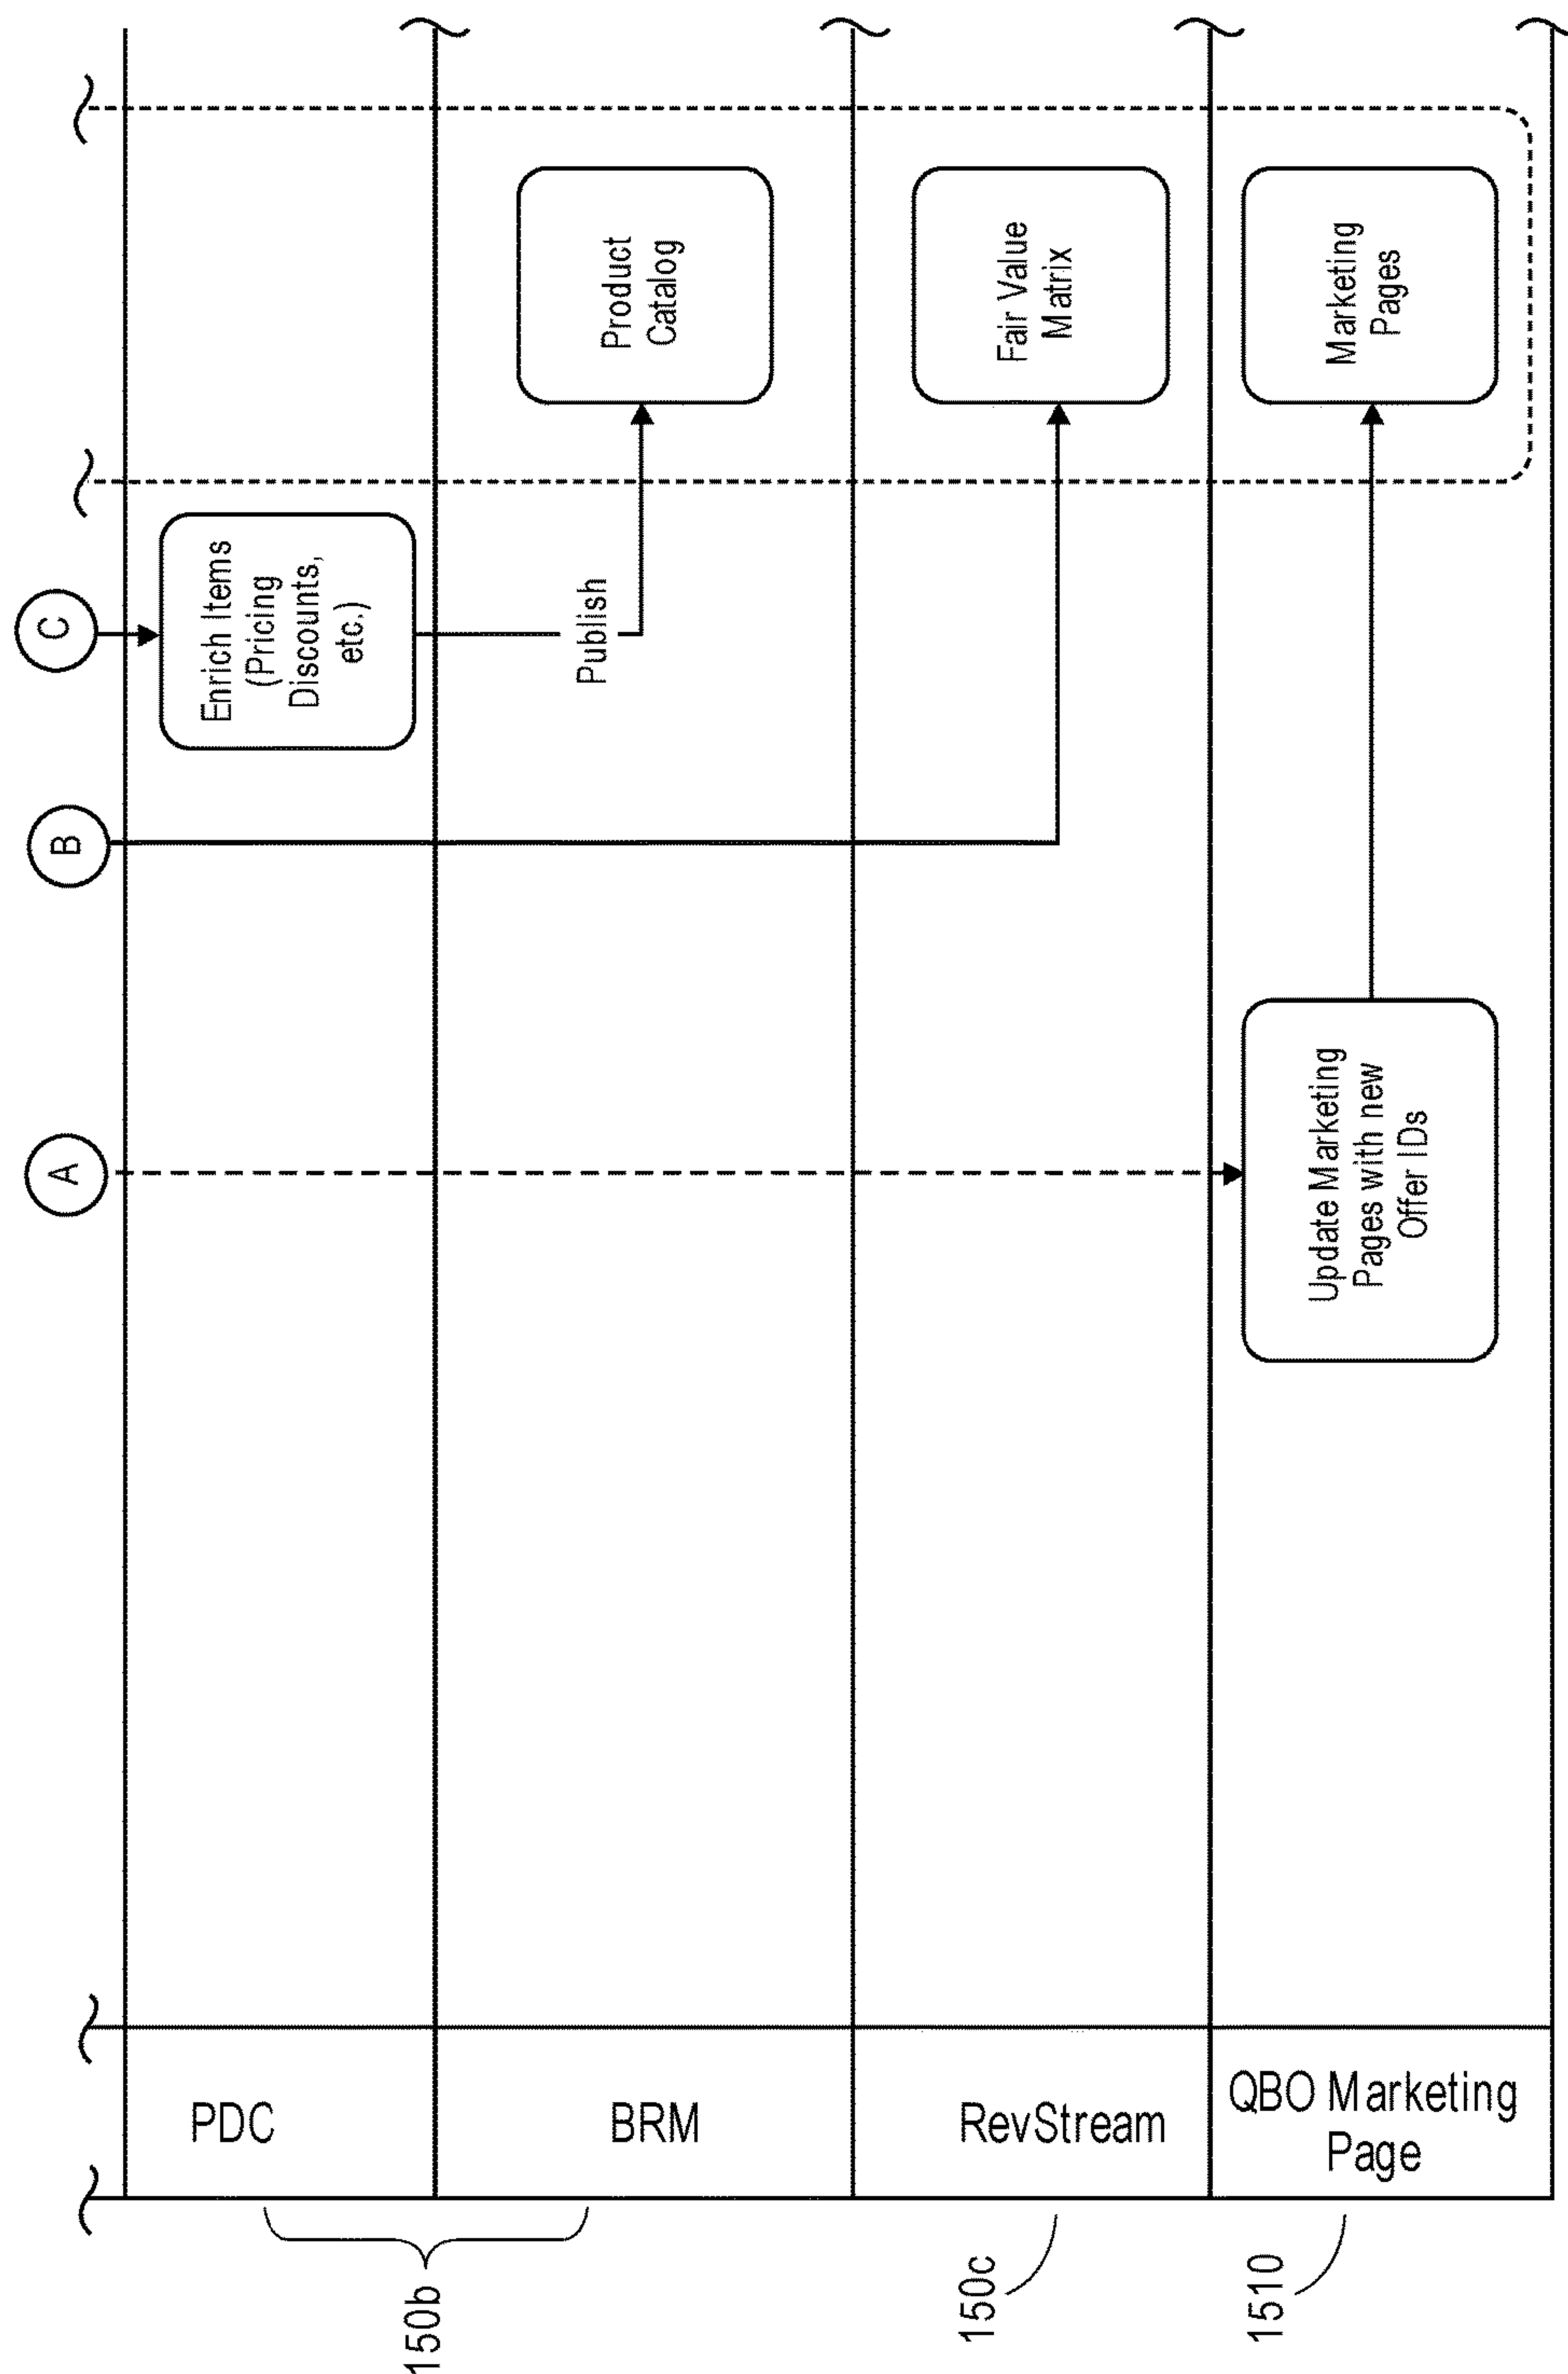 A
B
C
PDC
Enrich Items
(Pricing
Discounts,
etc.)
150b
BRM
Publish
Product
Catalog
150c
RevStream
Fair Value
Matrix
1510
QBO Marketing
Page
Update Marketing
Pages with new
Offer IDs
Marketing
Pages